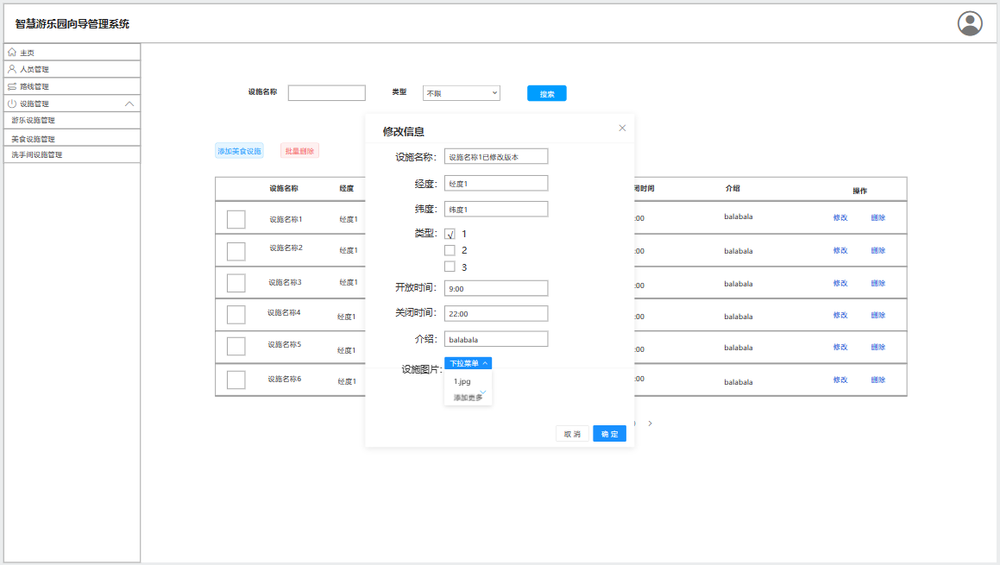 智慧游乐园向导管理系统
主页
人员管理
路线管理
设施管理
游乐设施管理
美食设施管理
洗手间设施管理
设施名称 类型 不限 搜索
添加美食设施 批量删除
修改信息
设施名称: 设施名称1已修改版本
经度: 经度1
纬度: 纬度1
类型: √ 1
2
3
开放时间: 9:00
关闭时间: 22:00
介绍: balabala
设施图片: 下拉菜单
1.jpg
添加更多
取 消 确 定
设施名称 经度 闭时间 介绍 操作
设施名称1 经度1 :00 balabala 修改 删除
设施名称2 经度1 :00 balabala 修改 删除
设施名称3 经度1 :00 balabala 修改 删除
设施名称4 经度1 :00 balabala 修改 删除
设施名称5 经度1 :00 balabala 修改 删除
设施名称6 经度1 :00 balabala 修改 删除